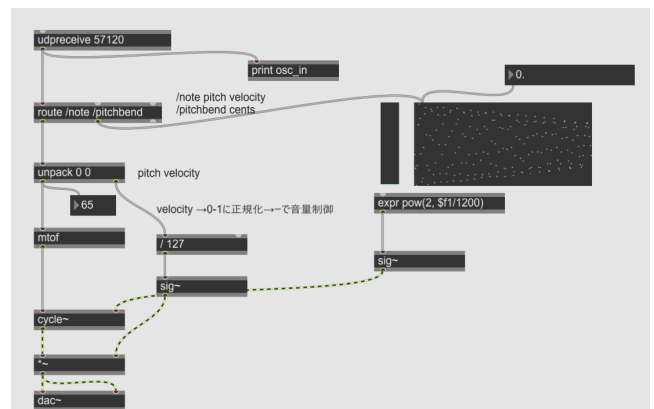 udpreceive 57120
print osc_in
0.
/note pitch velocity
/pitchbend cents
route /note /pitchbend
unpack 0 0
pitch velocity
65
velocity →0-1に正規化→~で音量制御
expr pow(2, $f1/1200)
mtof
/ 127
sig~
sig~
cycle~
*~
dac~